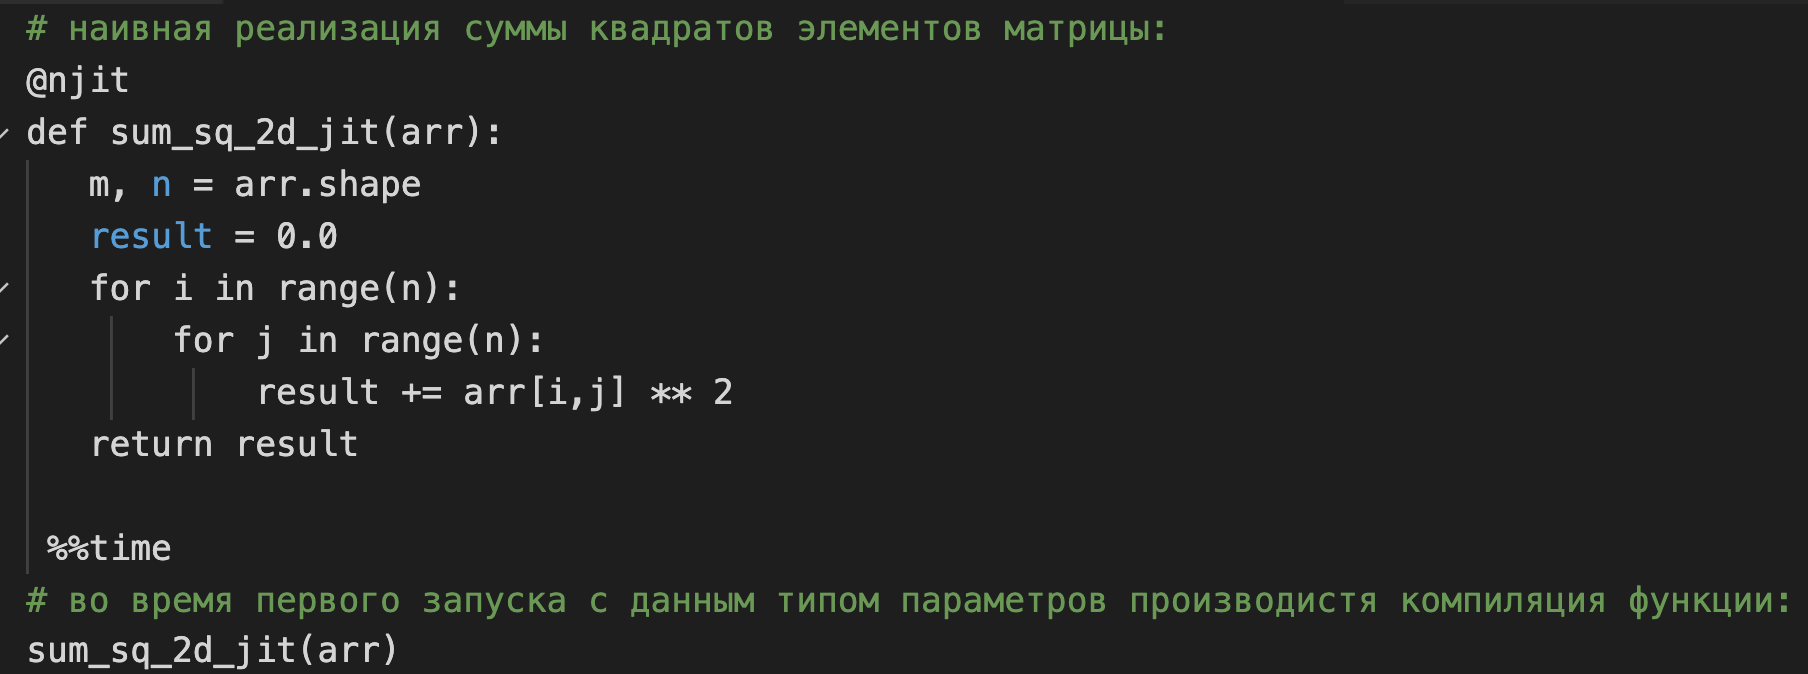 # наивная реализация суммы квадратов элементов матрицы:
@njit
def sum_sq_2d_jit(arr):
   m, n = arr.shape
   result = 0.0
   for i in range(n):
       for j in range(n):
           result += arr[i,j] ** 2
   return result

 %%time
# во время первого запуска с данным типом параметров производистя компиляция функции:
sum_sq_2d_jit(arr)